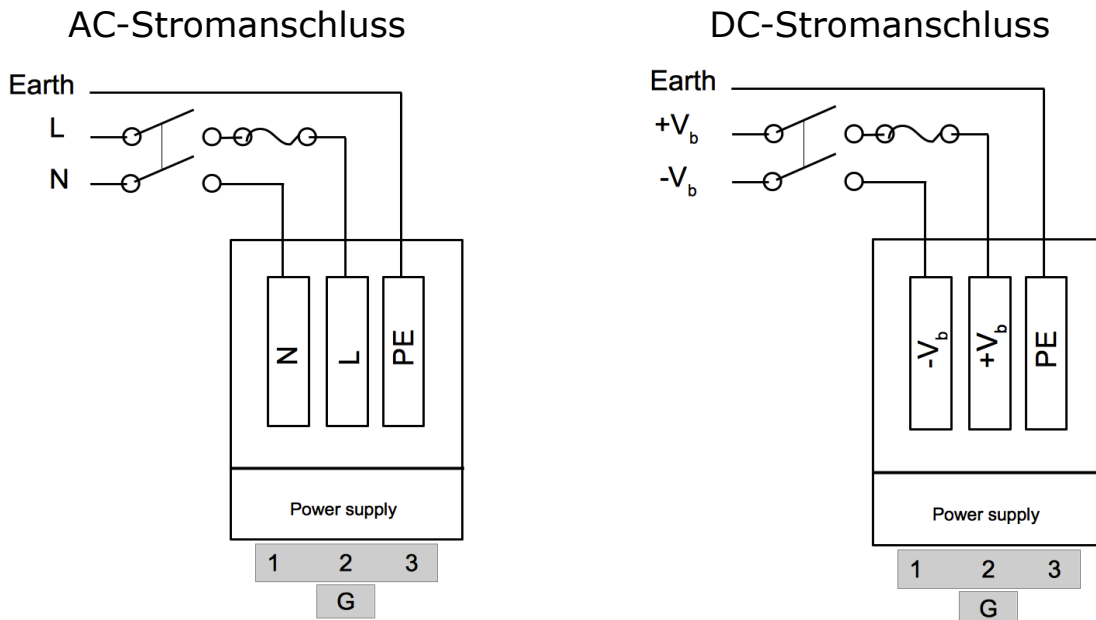 AC-Stromanschluss
Earth
L
N
N
L
PE
Power supply
1 2 3
G
DC-Stromanschluss
Earth
+Vb
-Vb
-Vb
+Vb
PE
Power supply
1 2 3
G